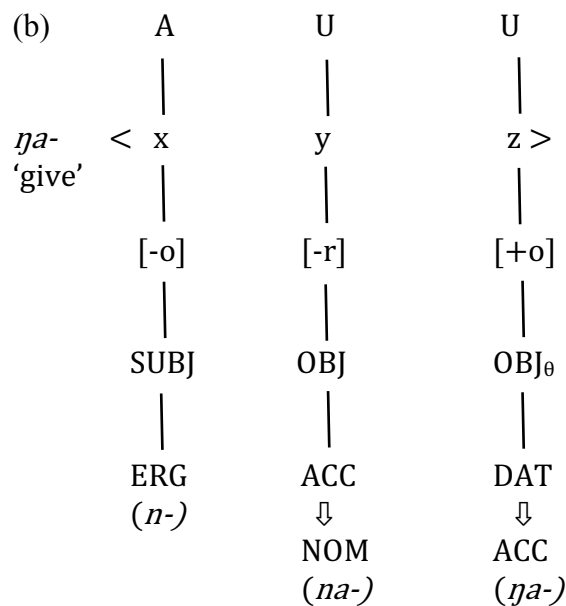 (b) A U U
ŋa- < x y z >
‘give’
[-o] [-r] [+o]
SUBJ OBJ OBJθ
ERG ACC DAT
(n-) ⇩ ⇩
NOM ACC
(na-) (ŋa-)